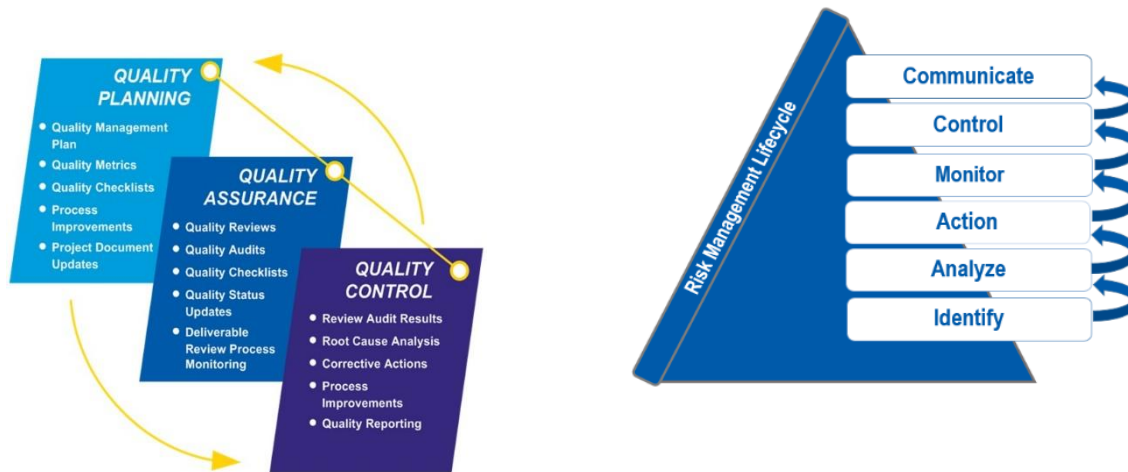 QUALITY
PLANNING
• Quality Management
Plan
• Quality Metrics
• Quality Checklists
• Process
Improvements
• Project Document
Updates
QUALITY
ASSURANCE
• Quality Reviews
• Quality Audits
• Quality Checklists
• Quality Status
Updates
• Deliverable
Review Process
Monitoring
QUALITY
CONTROL
• Review Audit Results
• Root Cause Analysis
• Corrective Actions
• Process
Improvements
• Quality Reporting
Risk Management Lifecycle
Communicate
Control
Monitor
Action
Analyze
Identify